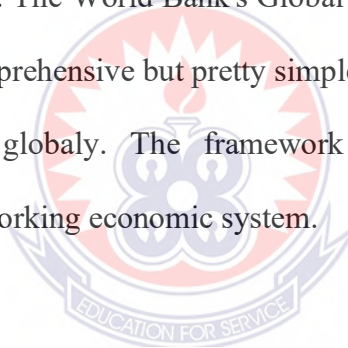 . The World Bank's Global
prehensive but pretty simple
globaly. The framework
orking economic system.
EDUCATION FOR SERVICE